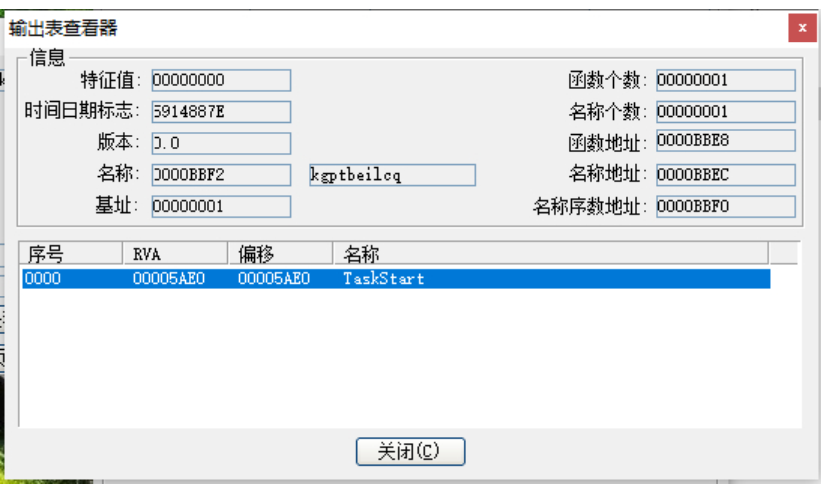 输出表查看器
信息
特征值: 00000000
时间日期标志: 5914887E
版本: 0.0
名称: 0000BBF2 kgptbeilcq
基址: 00000001
函数个数: 00000001
名称个数: 00000001
函数地址: 0000BBE8
名称地址: 0000BBEC
名称序数地址: 0000BBF0
序号 RVA 偏移 名称
0000 00005AE0 00005AE0 TaskStart
关闭(C)